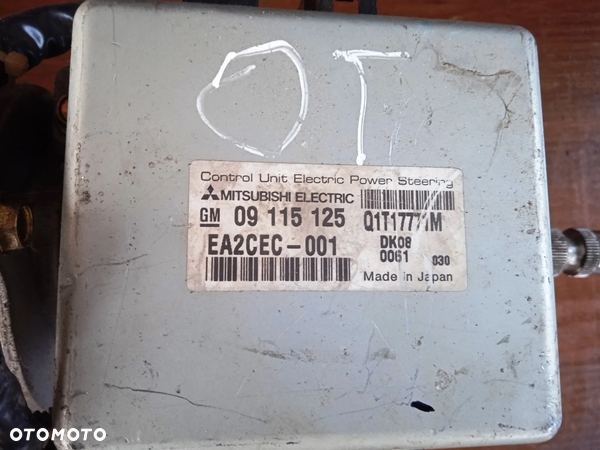 OT
Control Unit Electric Power Steering
MITSUBISHI ELECTRIC
GM 09 115 125 Q1T17771M
EA2CEC-001 DK08
0061 030
Made in Japan
OTOMOTO